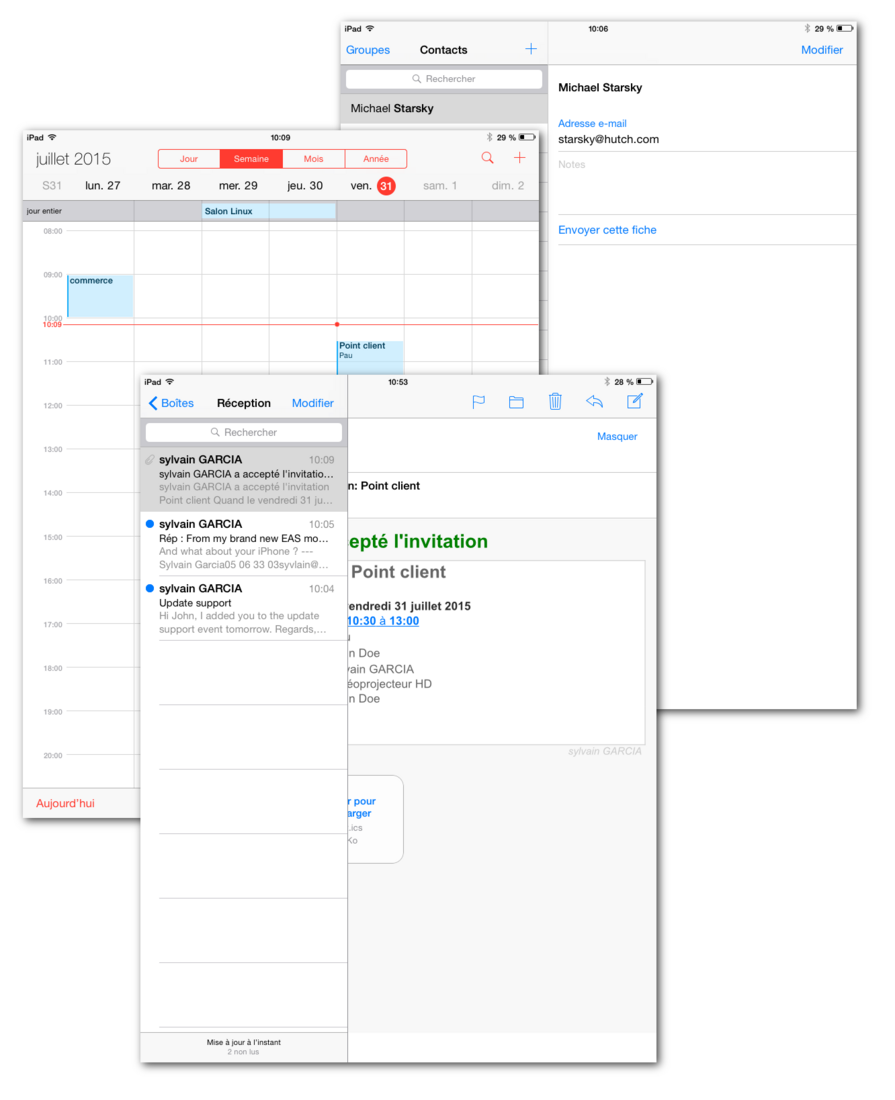 iPad 10:06 29 %
Groupes Contacts + Modifier
Rechercher
Michael Starsky
Michael Starsky
Adresse e-mail
starsky@hutch.com
Notes
Envoyer cette fiche
iPad 10:09 29 %
juillet 2015 Jour Semaine Mois Année +
S31 lun. 27 mar. 28 mer. 29 jeu. 30 ven. 31 sam. 1 dim. 2
jour entier Salon Linux
08:00
09:00
commerce
10:00
10:09
Point client
Pau
11:00
12:00
13:00
14:00
15:00
16:00
17:00
18:00
19:00
20:00
Aujourd'hui
iPad 10:53 28 %
Boîtes Réception Modifier
Rechercher
sylvain GARCIA 10:09
sylvain GARCIA a accepté l'invitatio...
sylvain GARCIA a accepté l'invitation
Point client Quand le vendredi 31 ju...
sylvain GARCIA 10:05
Rép : From my brand new EAS mo...
And what about your iPhone ? ---
Sylvain Garcia05 06 33 03syvlain@...
sylvain GARCIA 10:04
Update support
Hi John, I added you to the update
support event tomorrow. Regards,...
Mise à jour à l'instant
2 non lus
Masquer
n: Point client
epté l'invitation
Point client
endredi 31 juillet 2015
10:30 à 13:00
n Doe
vain GARCIA
éoprojecteur HD
n Doe
sylvain GARCIA
r pour
arger
.ics
Ko